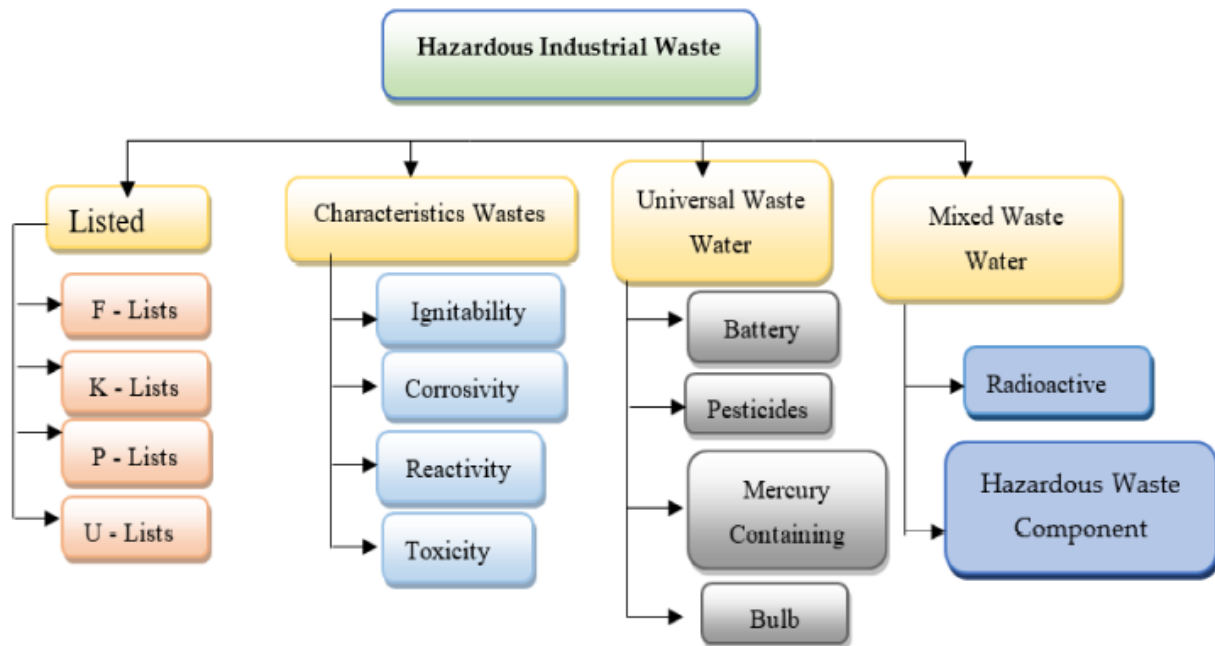 Hazardous Industrial Waste
Listed
F - Lists
K - Lists
P - Lists
U - Lists
Characteristics Wastes
Ignitability
Corrosivity
Reactivity
Toxicity
Universal Waste
Water
Battery
Pesticides
Mercury
Containing
Bulb
Mixed Waste
Water
Radioactive
Hazardous Waste
Component